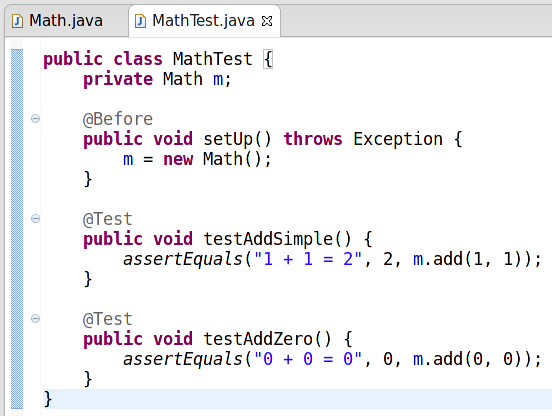 Math.java MathTest.java
public class MathTest {
    private Math m;
    @Before
    public void setUp() throws Exception {
        m = new Math();
    }
    @Test
    public void testAddSimple() {
        assertEquals("1 + 1 = 2", 2, m.add(1, 1));
    }
    @Test
    public void testAddZero() {
        assertEquals("0 + 0 = 0", 0, m.add(0, 0));
    }
}